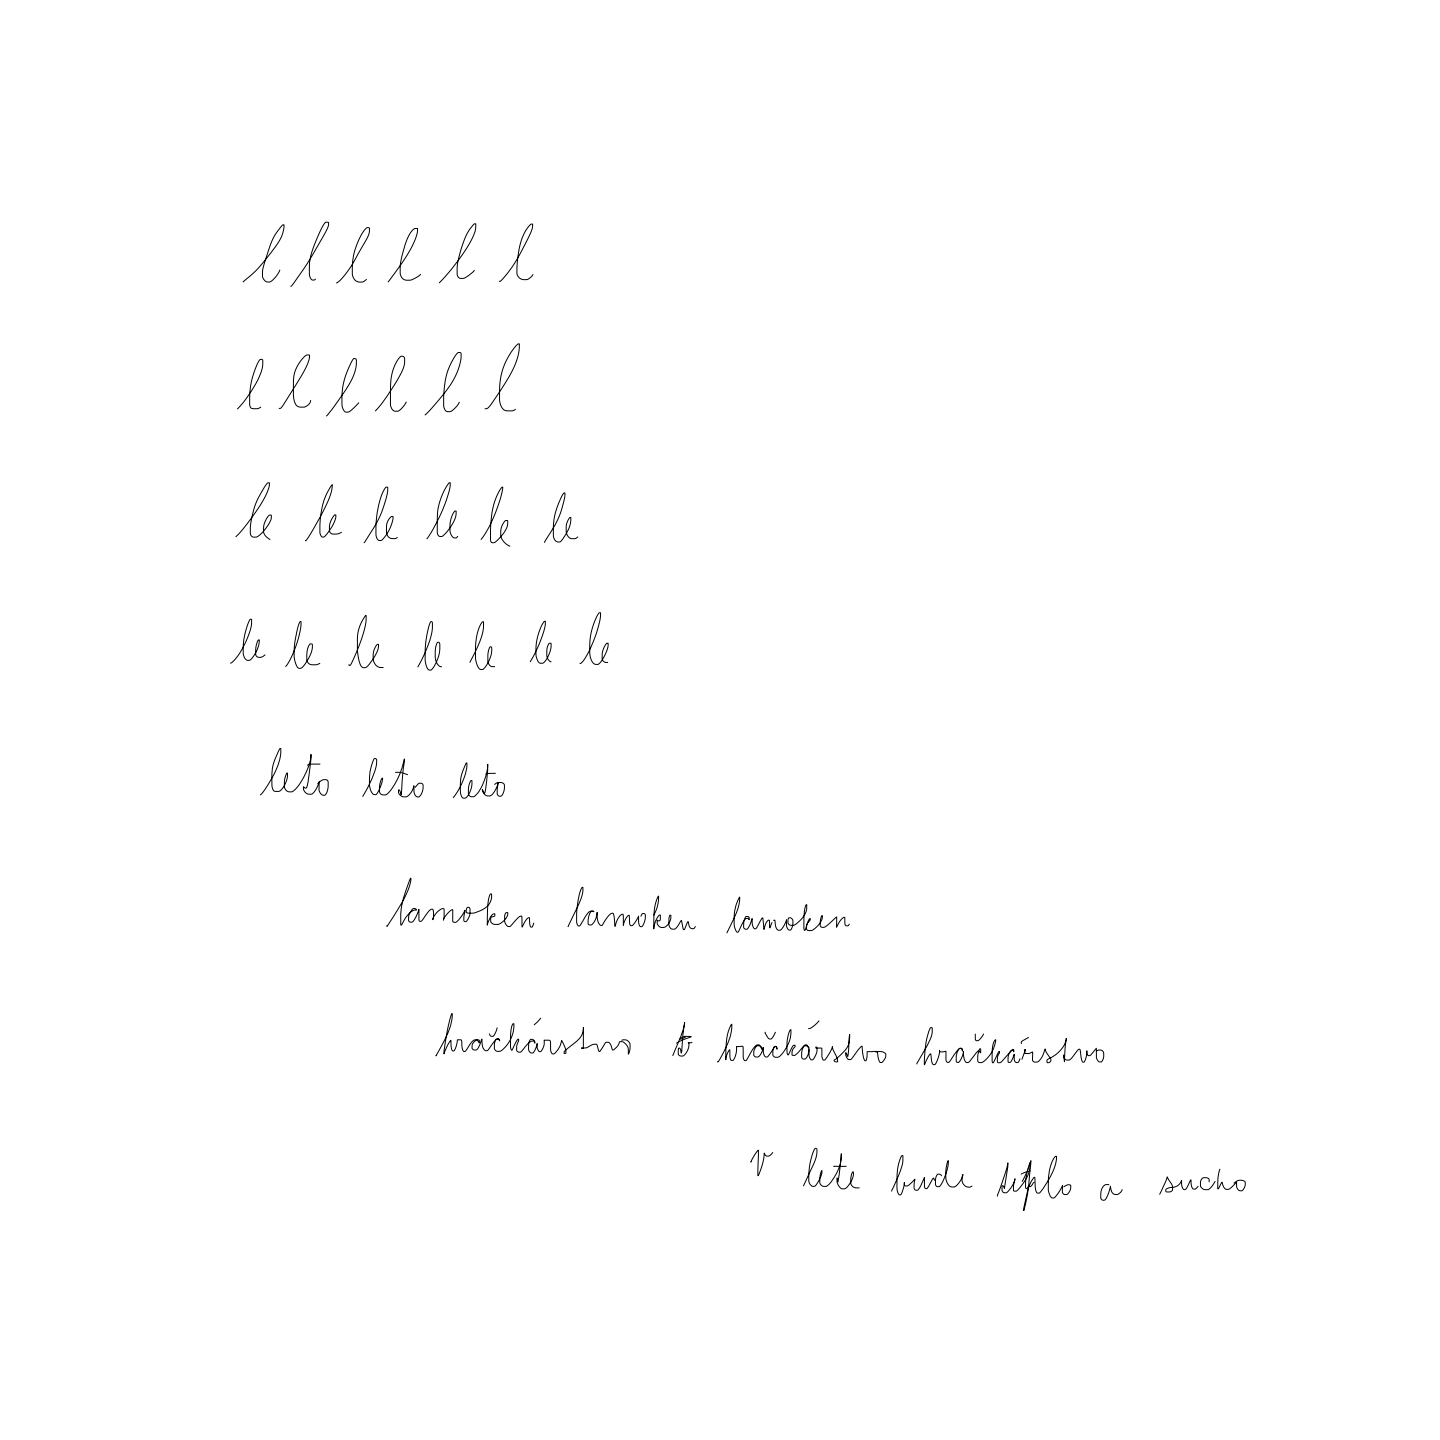 l l l l l l
l l l l l l
le le le le le le
le le le le le le le
leto leto leto
lamoken lamoken lamoken
hračkárstvo hračkárstvo hračkárstvo
v lete bude teplo a sucho